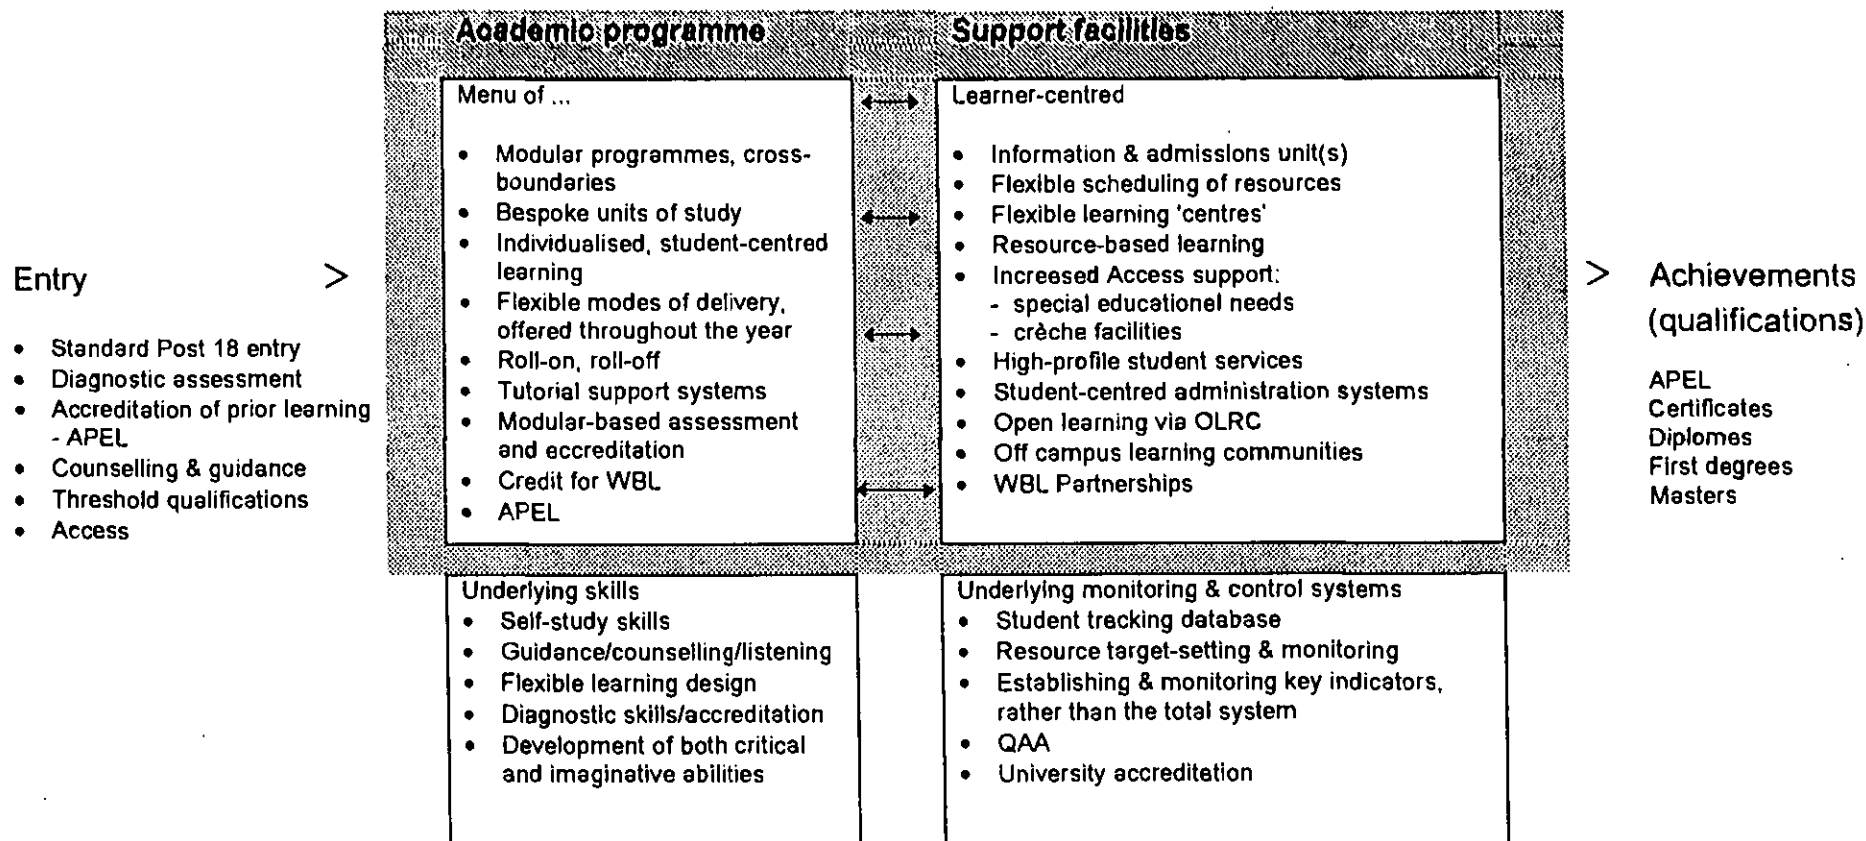 Academic programme
Support facilities
Entry
>
• Standard Post 18 entry
• Diagnostic assessment
• Accreditation of prior learning
- APEL
• Counselling & guidance
• Threshold qualifications
• Access
Menu of ...
• Modular programmes, cross-
boundaries
• Bespoke units of study
• Individualised, student-centred
learning
• Flexible modes of delivery,
offered throughout the year
• Roll-on, roll-off
• Tutorial support systems
• Modular-based assessment
and eccreditation
• Credit for WBL
• APEL
Learner-centred
• Information & admissions unit(s)
• Flexible scheduling of resources
• Flexible learning 'centres'
• Resource-based learning
• Increesed Access support:
- special educationel needs
- crèche facilities
• High-profile student services
• Student-centred administration systems
• Open learning via OLRC
• Off campus learning communities
• WBL Partnerships
Underlying skills
• Self-study skills
• Guidance/counselling/listening
• Flexible learning design
• Diagnostic skills/accreditation
• Development of both critical
and imaginative abilities
Underlying monitoring & control systems
• Student trecking database
• Resource target-setting & monitoring
• Establishing & monitoring key indicators,
rather than the total system
• QAA
• University eccreditetion
>
Achievements
(qualifications)
APEL
Certificates
Diplomes
First degrees
Masters